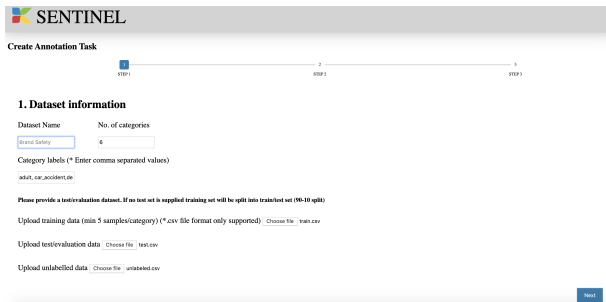 SENTINEL
Create Annotation Task
1 2 3
STEP 1 STEP 2 STEP 3
1. Dataset information
Dataset Name No. of categories
Brand Safety 6
Category labels (* Enter comma separated values)
adult, car_accident,de
Please provide a test/evaluation dataset. If no test set is supplied training set will be split into train/test set (90-10 split)
Upload training data (min 5 samples/category) (*.csv file format only supported) Choose file train.csv
Upload test/evaluation data Choose file test.csv
Upload unlabelled data Choose file unlabeled.csv
Next